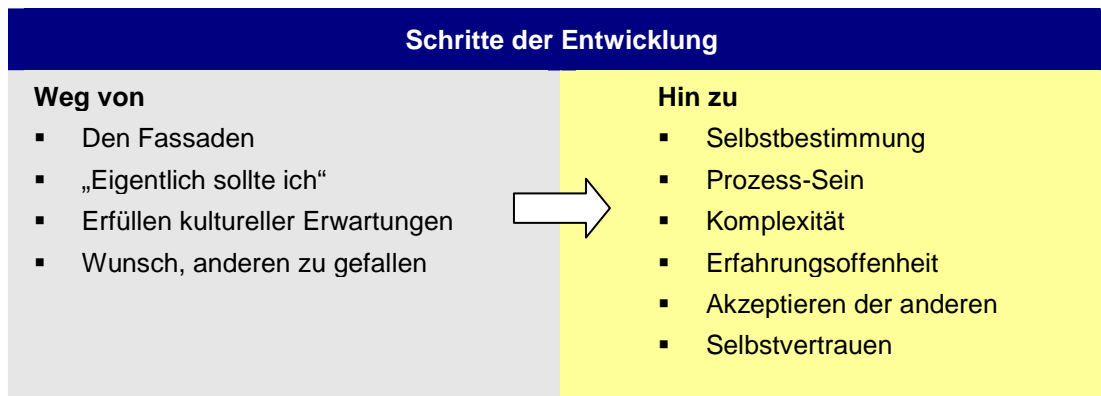 Schritte der Entwicklung
Weg von
▪ Den Fassaden
▪ „Eigentlich sollte ich“
▪ Erfüllen kultureller Erwartungen
▪ Wunsch, anderen zu gefallen
Hin zu
▪ Selbstbestimmung
▪ Prozess-Sein
▪ Komplexität
▪ Erfahrungsoffenheit
▪ Akzeptieren der anderen
▪ Selbstvertrauen